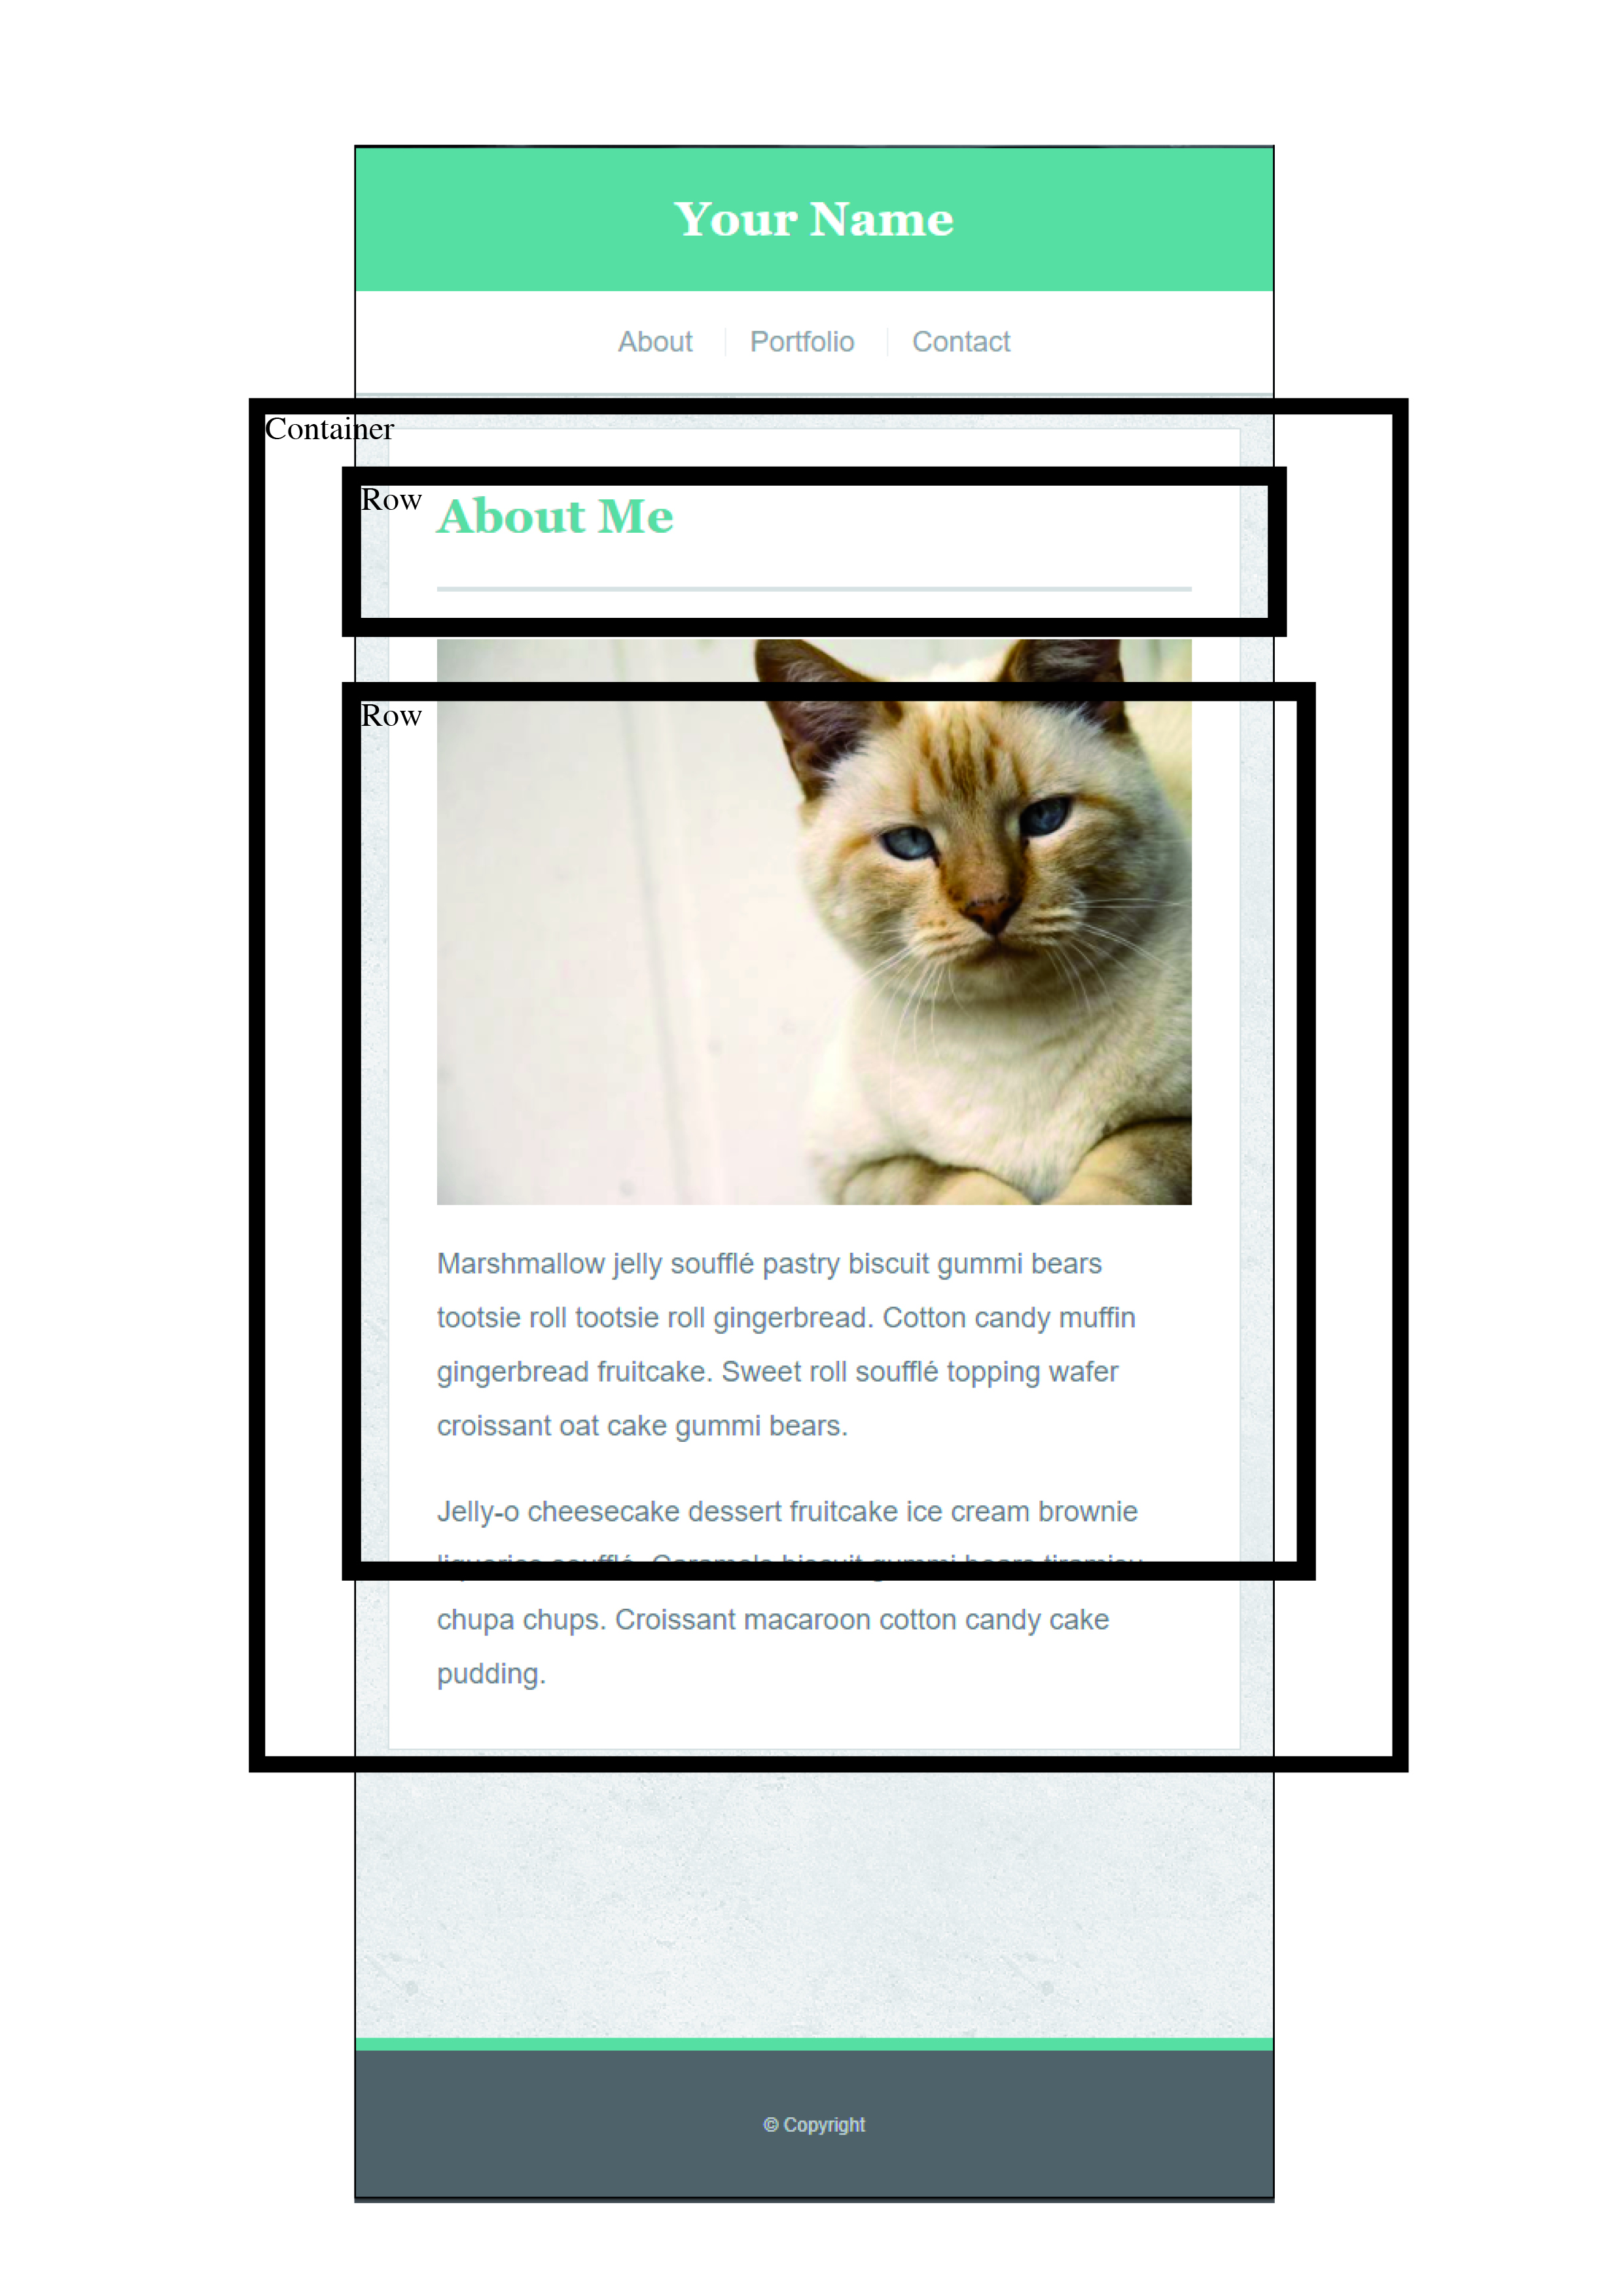 Your Name
About
Portfolio
Contact
Container
Row
About Me
Row
Marshmallow jelly soufflé pastry biscuit gummi bears
tootsie roll tootsie roll gingerbread. Cotton candy muffin
gingerbread fruitcake. Sweet roll soufflé topping wafer
croissant oat cake gummi bears.
Jelly-o cheesecake dessert fruitcake ice cream brownie
chupa chups. Croissant macaroon cotton candy cake
pudding.
© Copyright